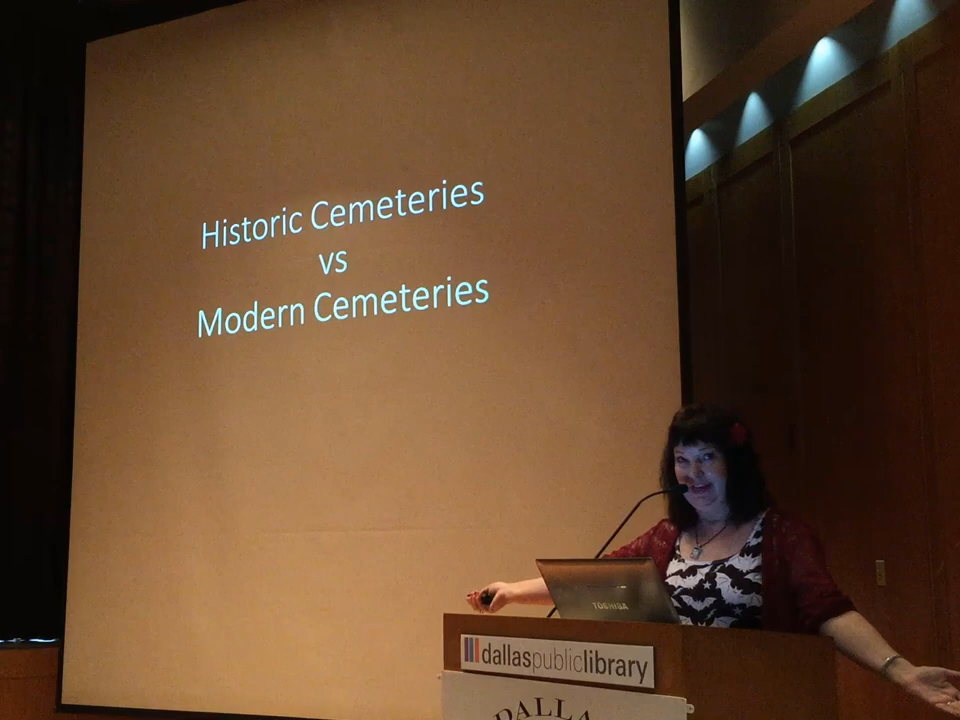 Historic Cemeteries
vs
Modern Cemeteries
TOSHIBA
dallaspubliclibrary